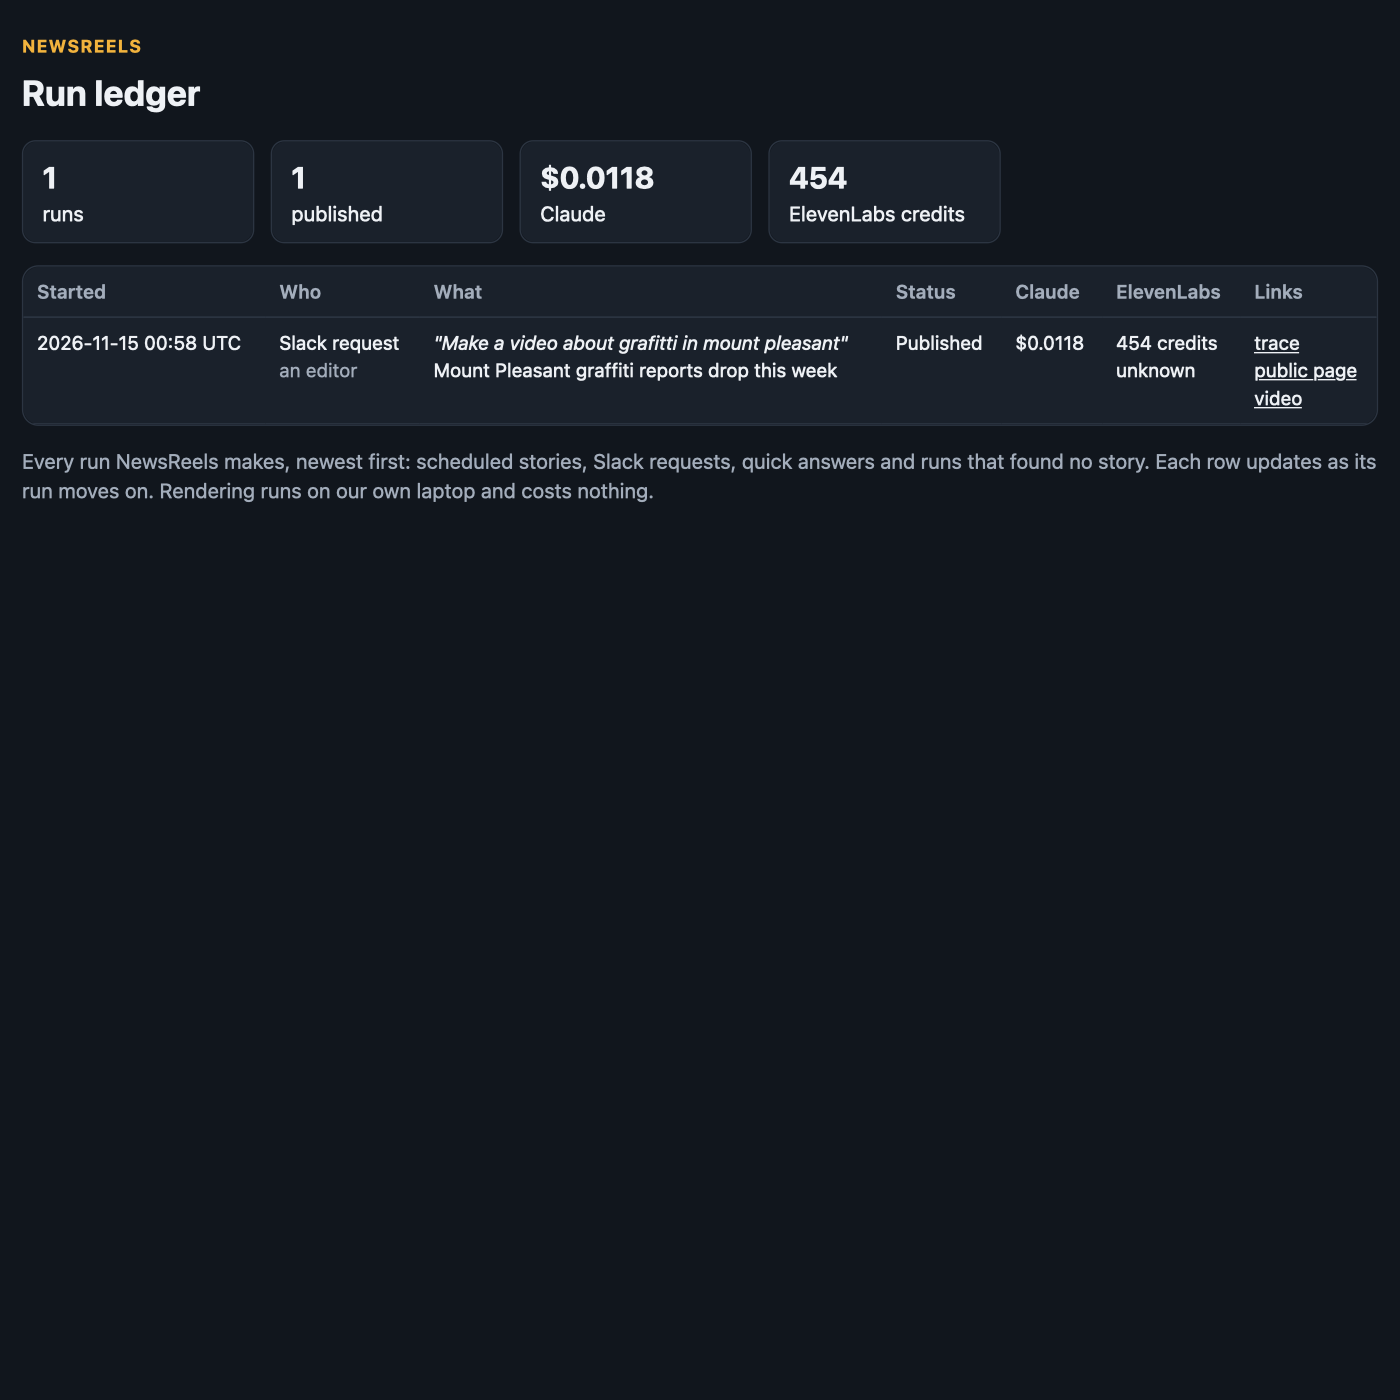 NEWSREELS
Run ledger
1
runs
1
published
$0.0118
Claude
454
ElevenLabs credits
Started Who What Status Claude ElevenLabs Links
2026-11-15 00:58 UTC Slack request "Make a video about grafitti in mount pleasant" Published $0.0118 454 credits trace
an editor Mount Pleasant graffiti reports drop this week unknown public page
video
Every run NewsReels makes, newest first: scheduled stories, Slack requests, quick answers and runs that found no story. Each row updates as its
run moves on. Rendering runs on our own laptop and costs nothing.